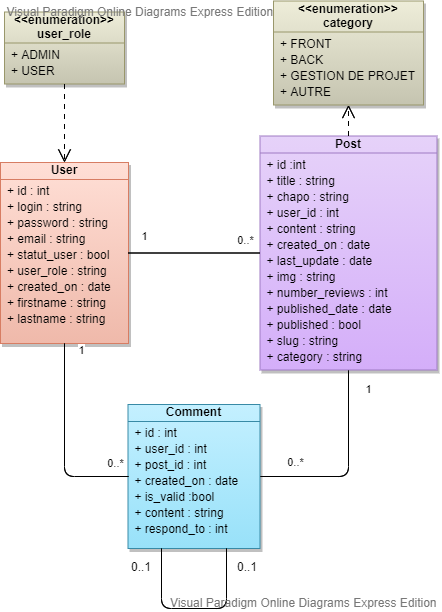 Visual Paradigm Online Diagrams Express Edition
<<enumeration>>
user_role
+ ADMIN
+ USER
<<enumeration>>
category
+ FRONT
+ BACK
+ GESTION DE PROJET
+ AUTRE
User
+ id : int
+ login : string
+ password : string
+ email : string
+ statut_user : bool
+ user_role : string
+ created_on : date
+ firstname : string
+ lastname : string
1
0..*
Post
+ id :int
+ title : string
+ chapo : string
+ user_id : int
+ content : string
+ created_on : date
+ last_update : date
+ img : string
+ number_reviews : int
+ published_date : date
+ published : bool
+ slug : string
+ category : string
1
1
0..*
0..*
Comment
+ id : int
+ user_id : int
+ post_id : int
+ created_on : date
+ is_valid :bool
+ content : string
+ respond_to : int
0..1
0..1
Visual Paradigm Online Diagrams Express Edition